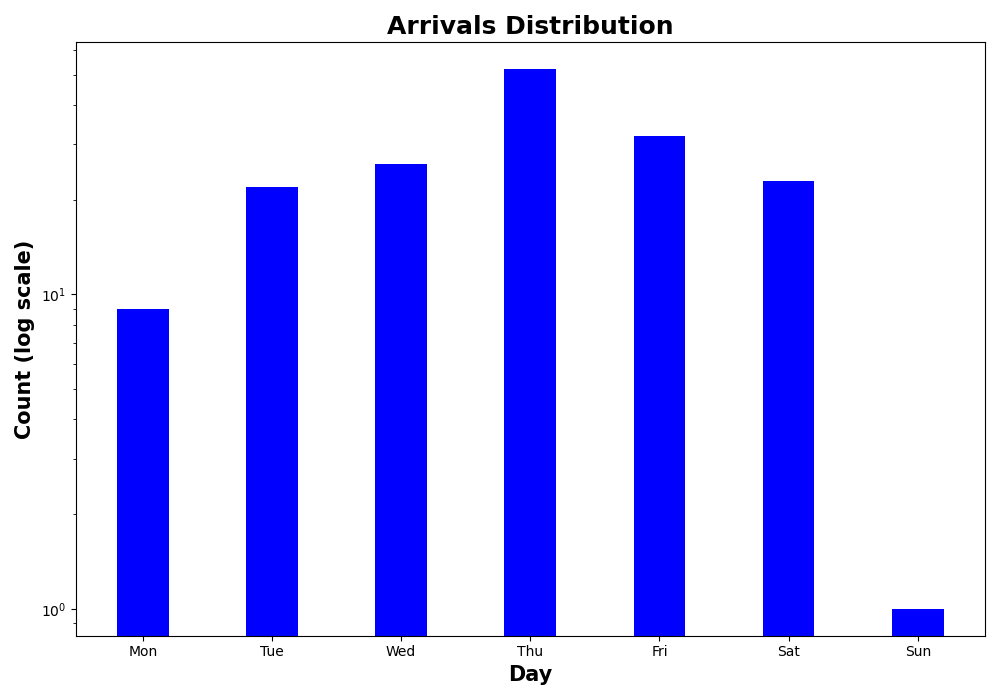 Arrivals Distribution
Count (log scale)
10¹
10⁰
Mon Tue Wed Thu Fri Sat Sun
Day